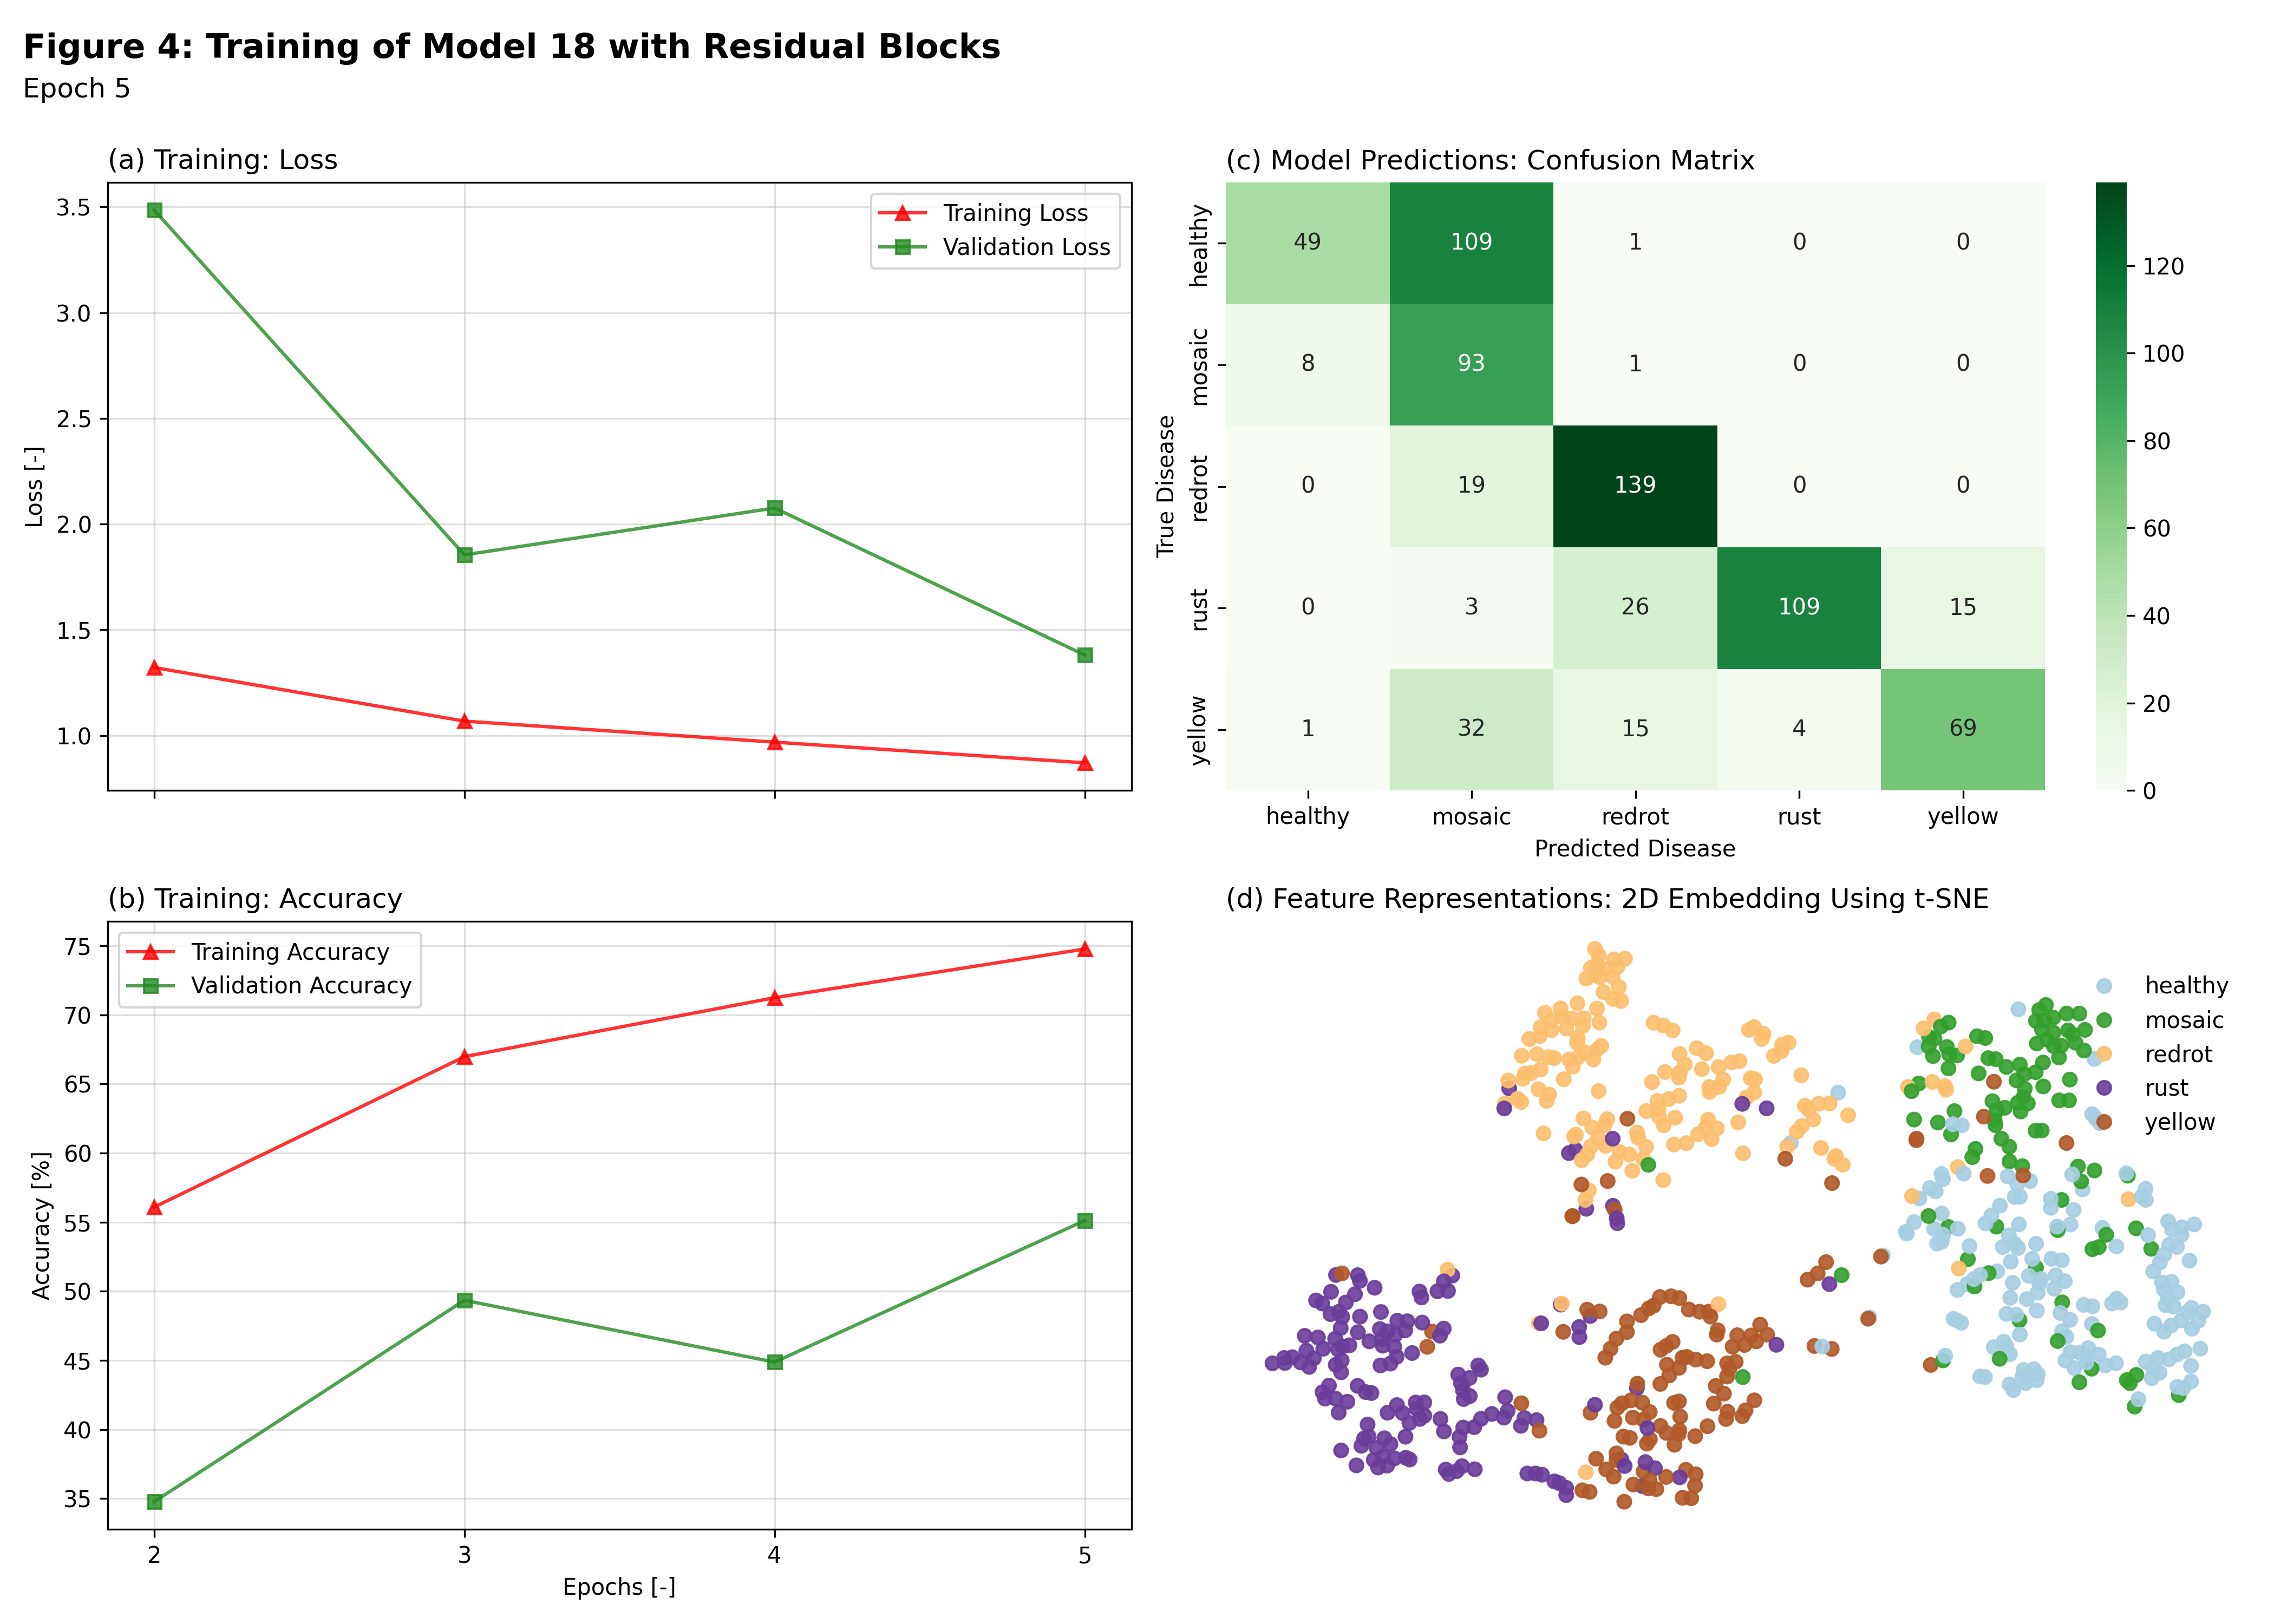 Figure 4: Training of Model 18 with Residual Blocks
Epoch 5
(a) Training: Loss
3.5
3.0
2.5
2.0
1.5
1.0
Loss [-]
Training Loss
Validation Loss
(b) Training: Accuracy
75
70
65
60
55
50
45
40
35
Accuracy [%]
Training Accuracy
Validation Accuracy
2 3 4 5
Epochs [-]
(c) Model Predictions: Confusion Matrix
True Disease
healthy 49 109 1 0 0
mosaic 8 93 1 0 0
redrot 0 19 139 0 0
rust 0 3 26 109 15
yellow 1 32 15 4 69
healthy mosaic redrot rust yellow
Predicted Disease
120
100
80
60
40
20
0
(d) Feature Representations: 2D Embedding Using t-SNE
healthy
mosaic
redrot
rust
yellow